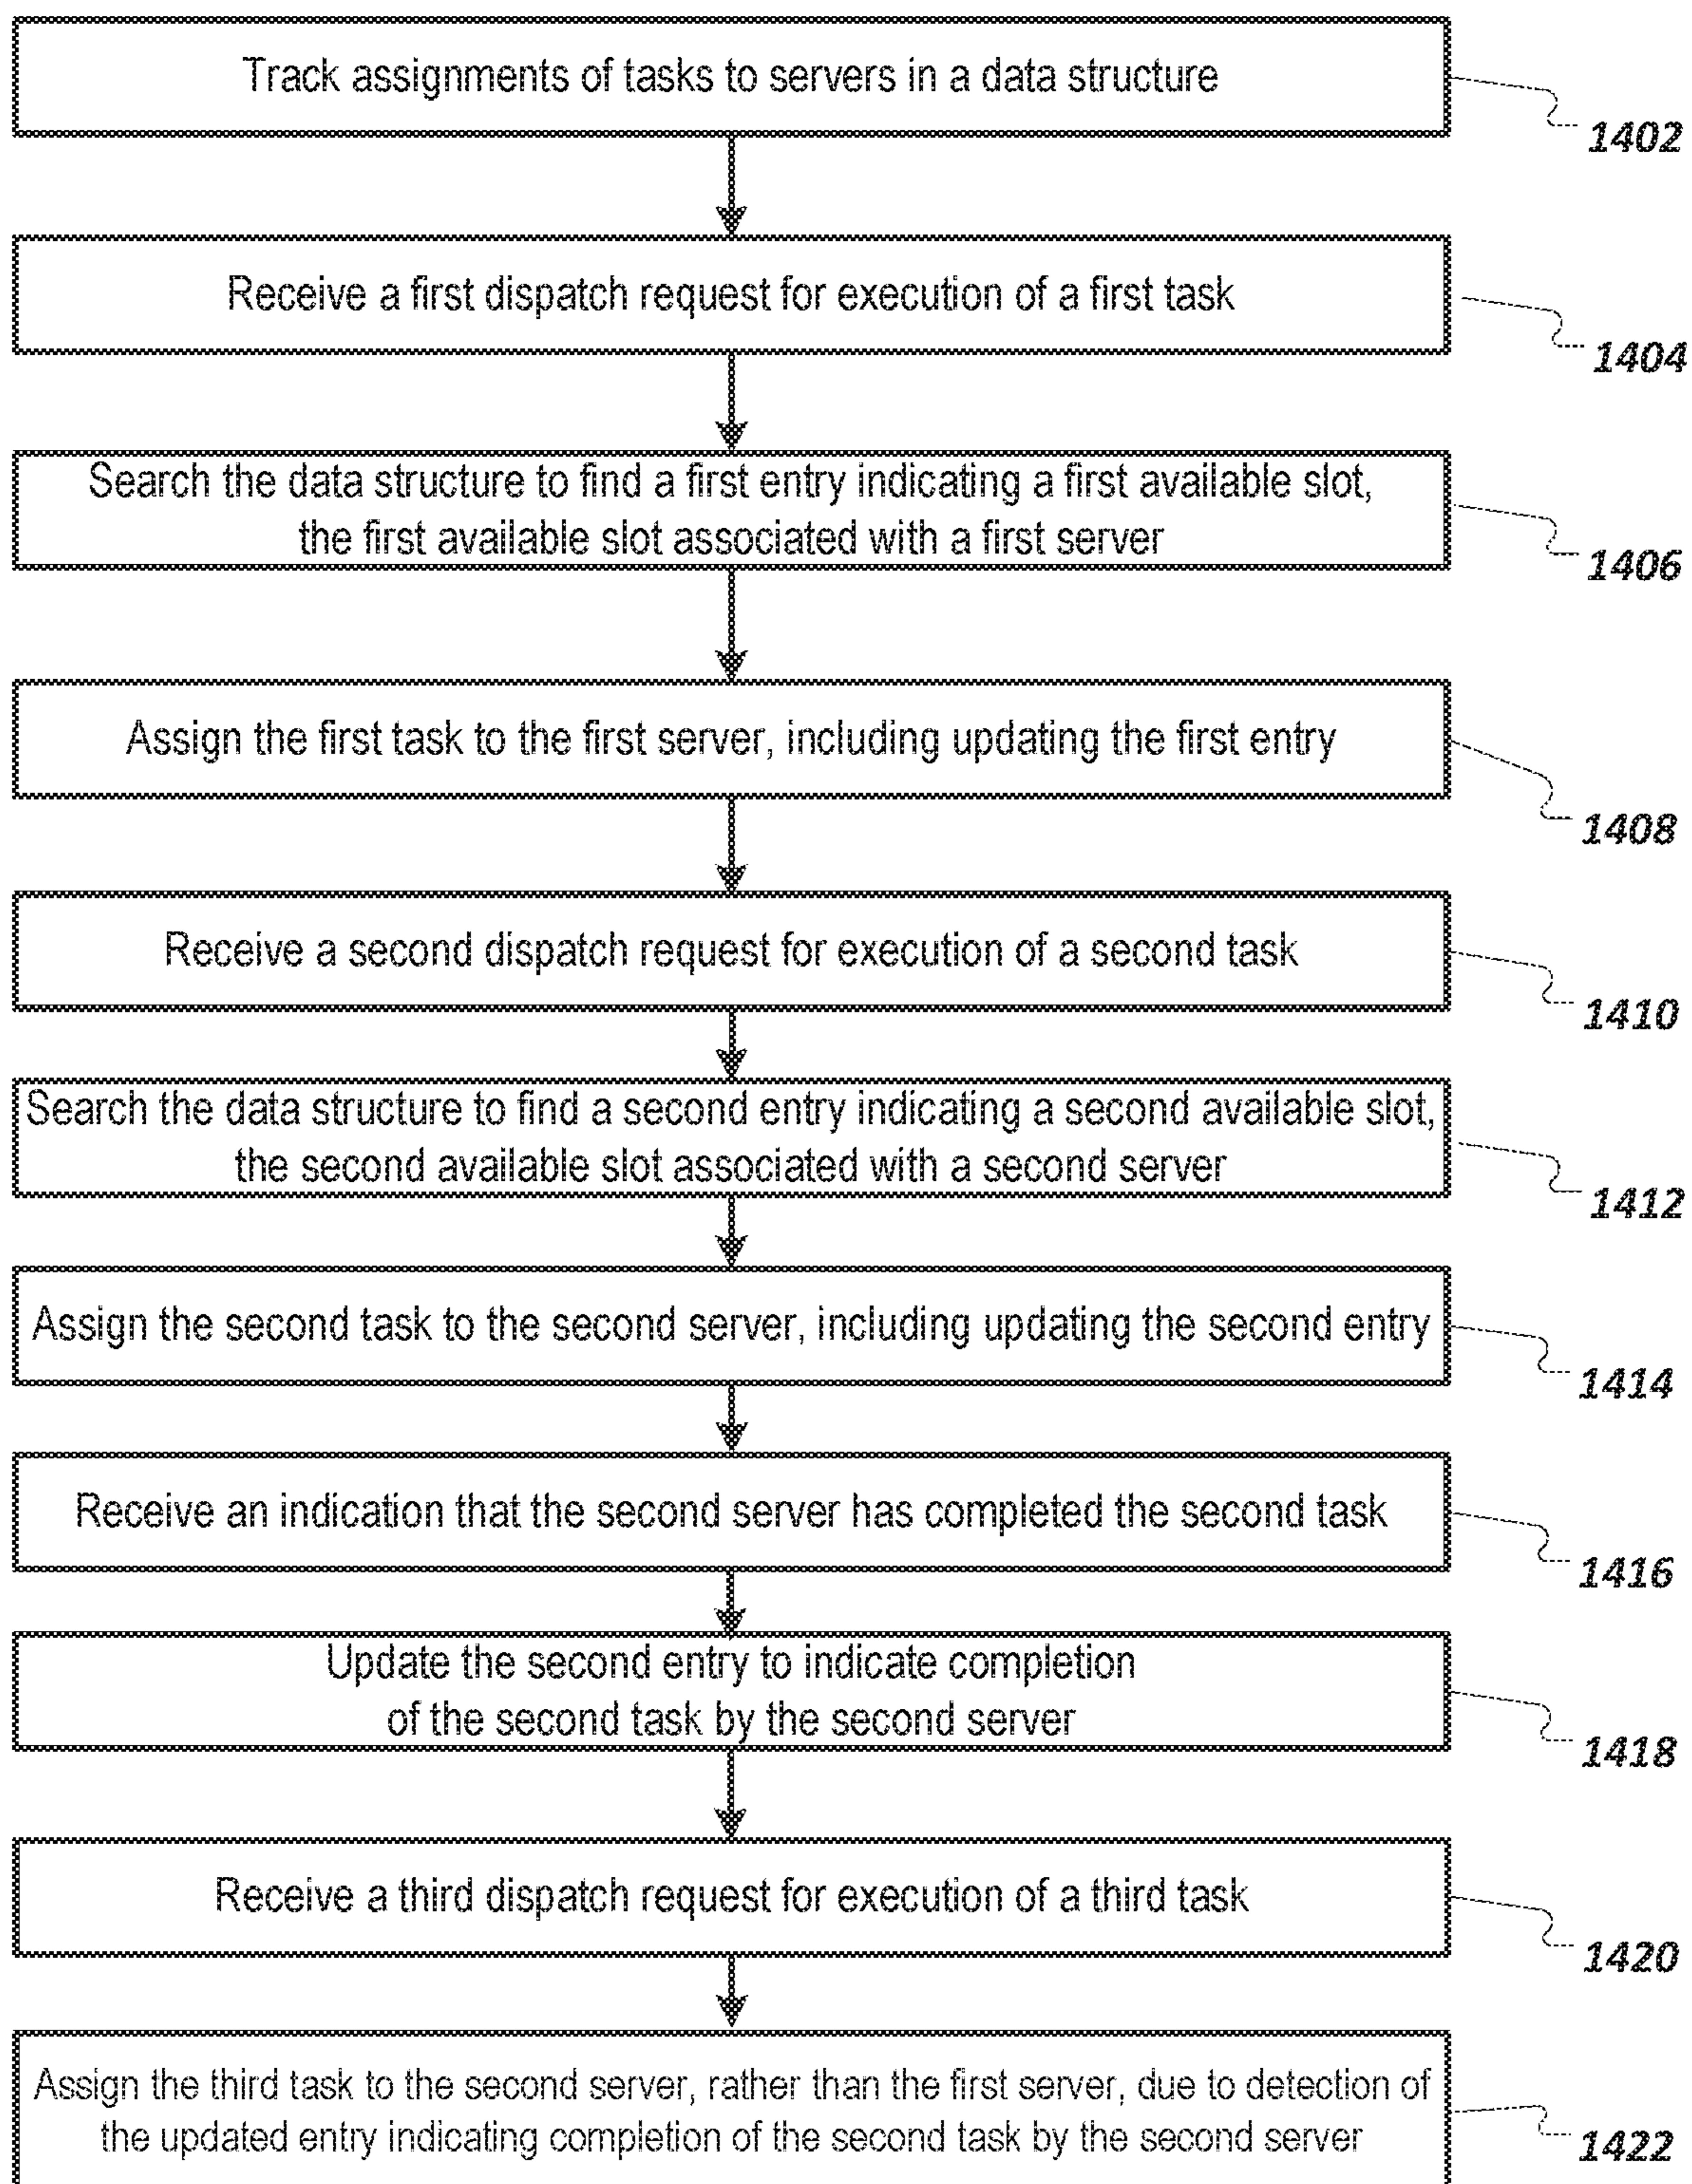 Track assignments of tasks to servers in a data structure
1402
Receive a first dispatch request for execution of a first task
1404
Search the data structure to find a first entry indicating a first available slot,
the first available slot associated with a first server
1406
Assign the first task to the first server, including updating the first entry
1408
Receive a second dispatch request for execution of a second task
1410
Search the data structure to find a second entry indicating a second available slot,
the second available slot associated with a second server
1412
Assign the second task to the second server, including updating the second entry
1414
Receive an indication that the second server has completed the second task
1416
Update the second entry to indicate completion
of the second task by the second server
1418
Receive a third dispatch request for execution of a third task
1420
Assign the third task to the second server, rather than the first server, due to detection of
the updated entry indicating completion of the second task by the second server
1422